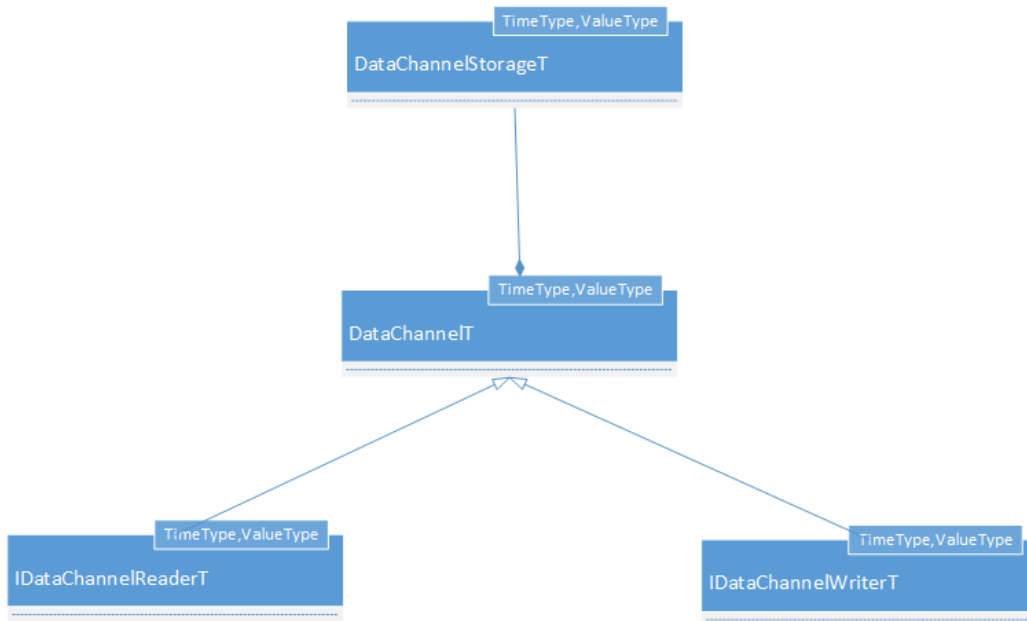 TimeType,ValueType
DataChannelStorageT
TimeType,ValueType
DataChannelT
TimeType,ValueType
IDataChannelReaderT
TimeType,ValueType
IDataChannelWriterT